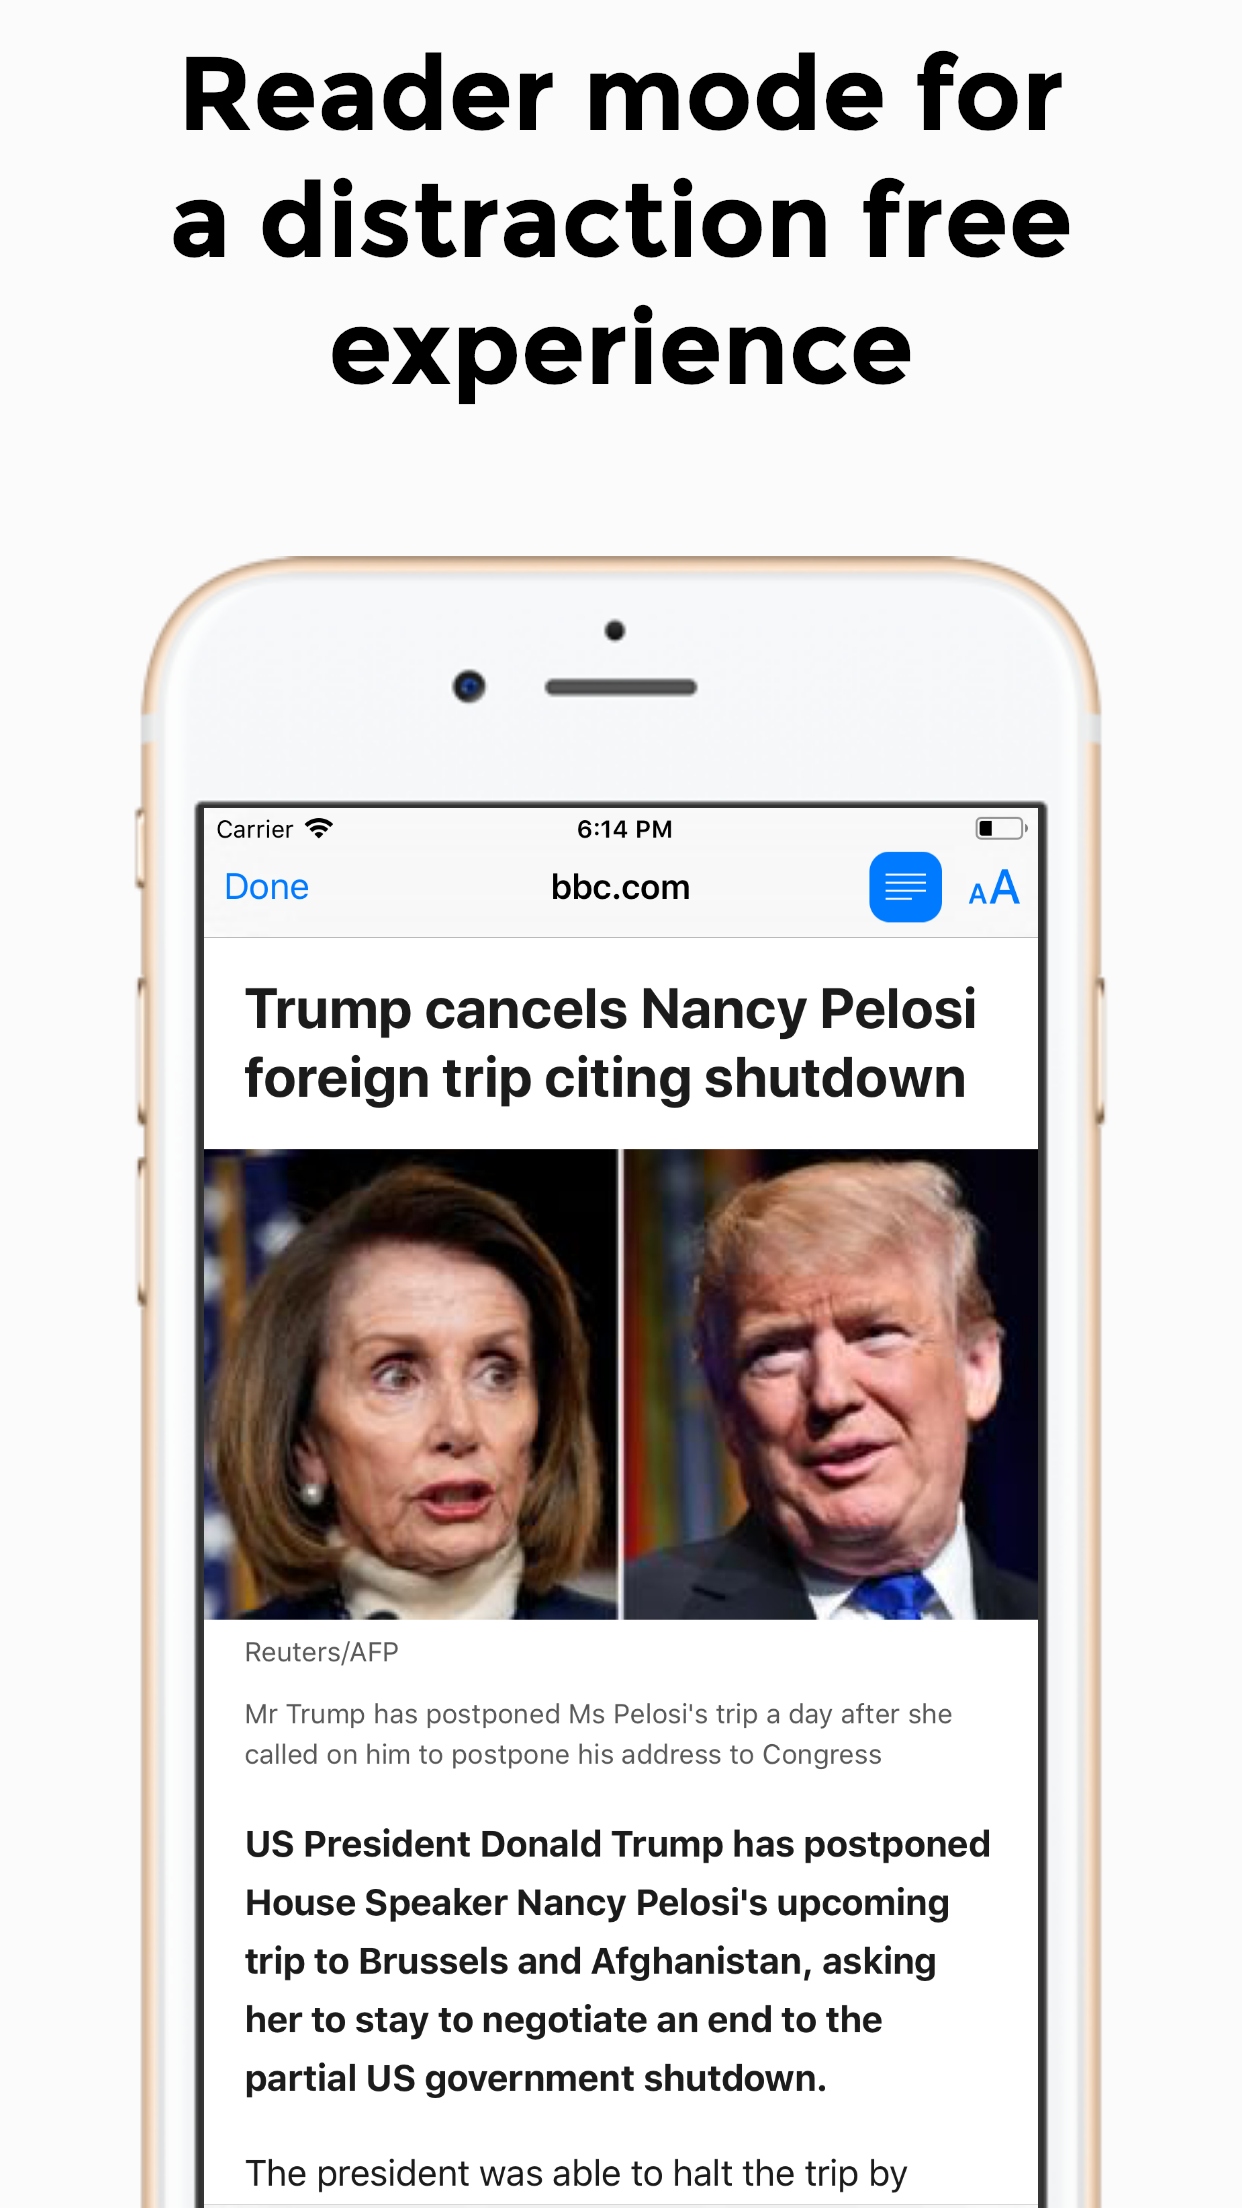 Reader mode for
a distraction free
experience
Carrier 6:14 PM
Done bbc.com AA
Trump cancels Nancy Pelosi
foreign trip citing shutdown
Reuters/AFP
Mr Trump has postponed Ms Pelosi's trip a day after she
called on him to postpone his address to Congress
US President Donald Trump has postponed
House Speaker Nancy Pelosi's upcoming
trip to Brussels and Afghanistan, asking
her to stay to negotiate an end to the
partial US government shutdown.
The president was able to halt the trip by